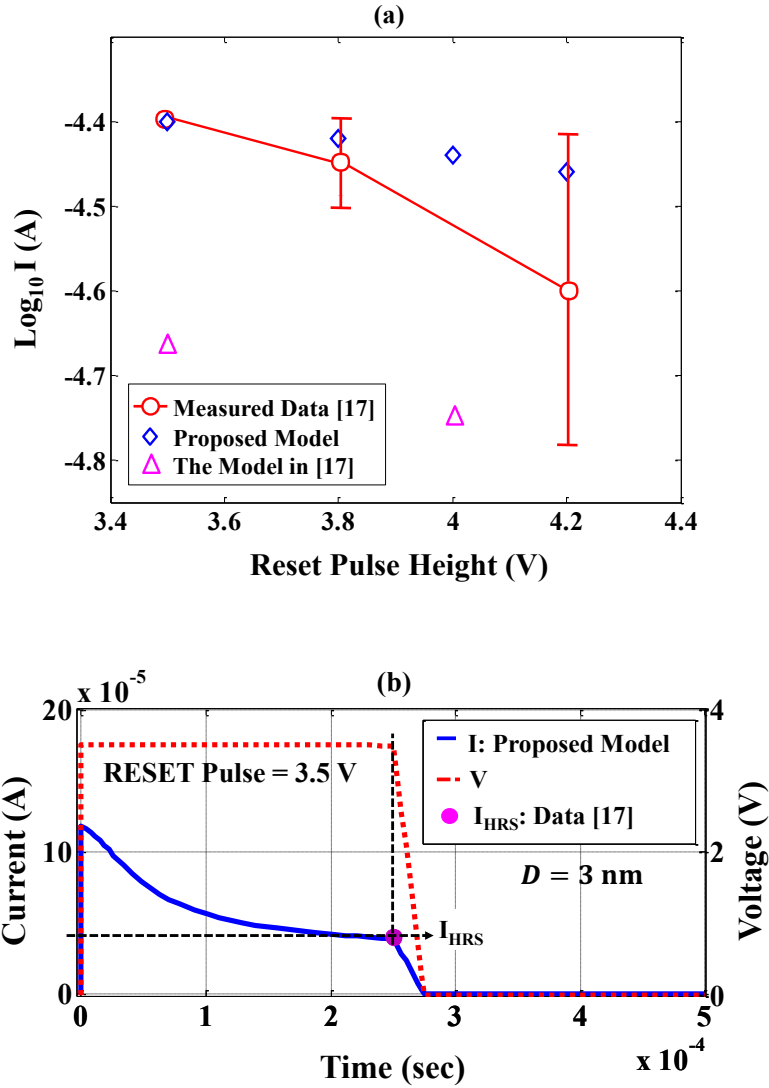 (a)
Log10 I (A)
-4.4
-4.5
-4.6
-4.7
-4.8
Measured Data [17]
Proposed Model
The Model in [17]
3.4 3.6 3.8 4 4.2 4.4
Reset Pulse Height (V)
(b)
x 10-5
20
10
0
Current (A)
4
2
0
Voltage (V)
RESET Pulse = 3.5 V
I: Proposed Model
V
IHRS: Data [17]
D = 3 nm
IHRS
0 1 2 3 4 5
Time (sec)
x 10-4